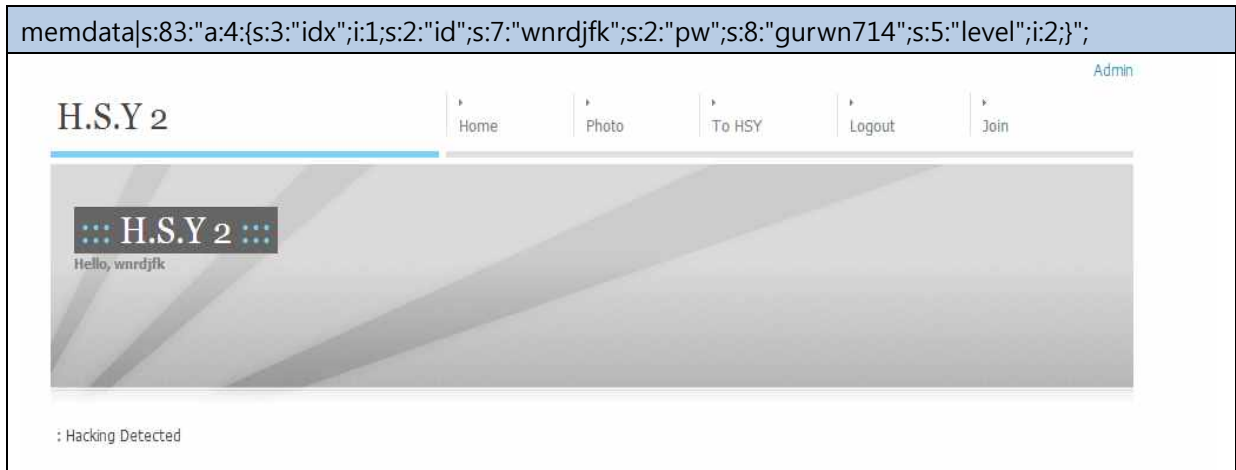 memdata|s:83:"a:4:{s:3:"idx";i:1;s:2:"id";s:7:"wnrdjfk";s:2:"pw";s:8:"gurwn714";s:5:"level";i:2;}";
Admin
H.S.Y 2
Home Photo To HSY Logout Join
::: H.S.Y 2 :::
Hello, wnrdjfk
: Hacking Detected